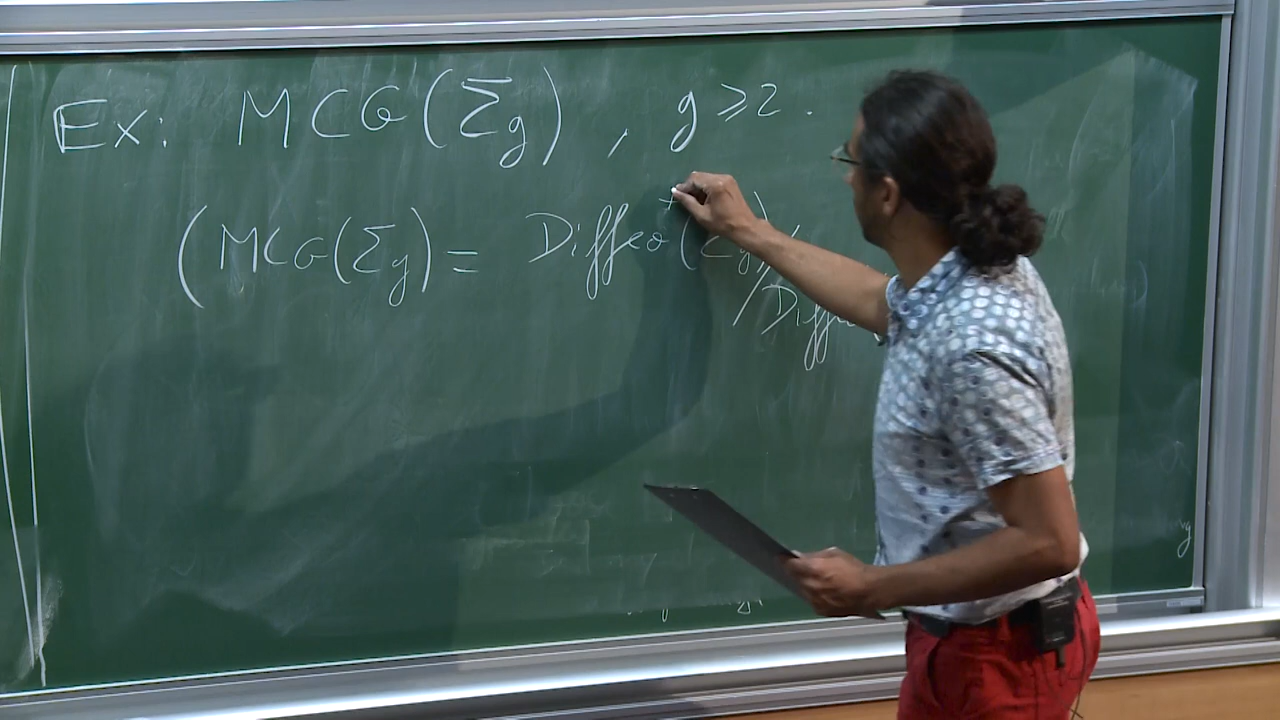 Ex: MCG(Σg), g ≥ 2.
(MCG(Σg) = Diffeo⁺(Σg)/Diffeo
g